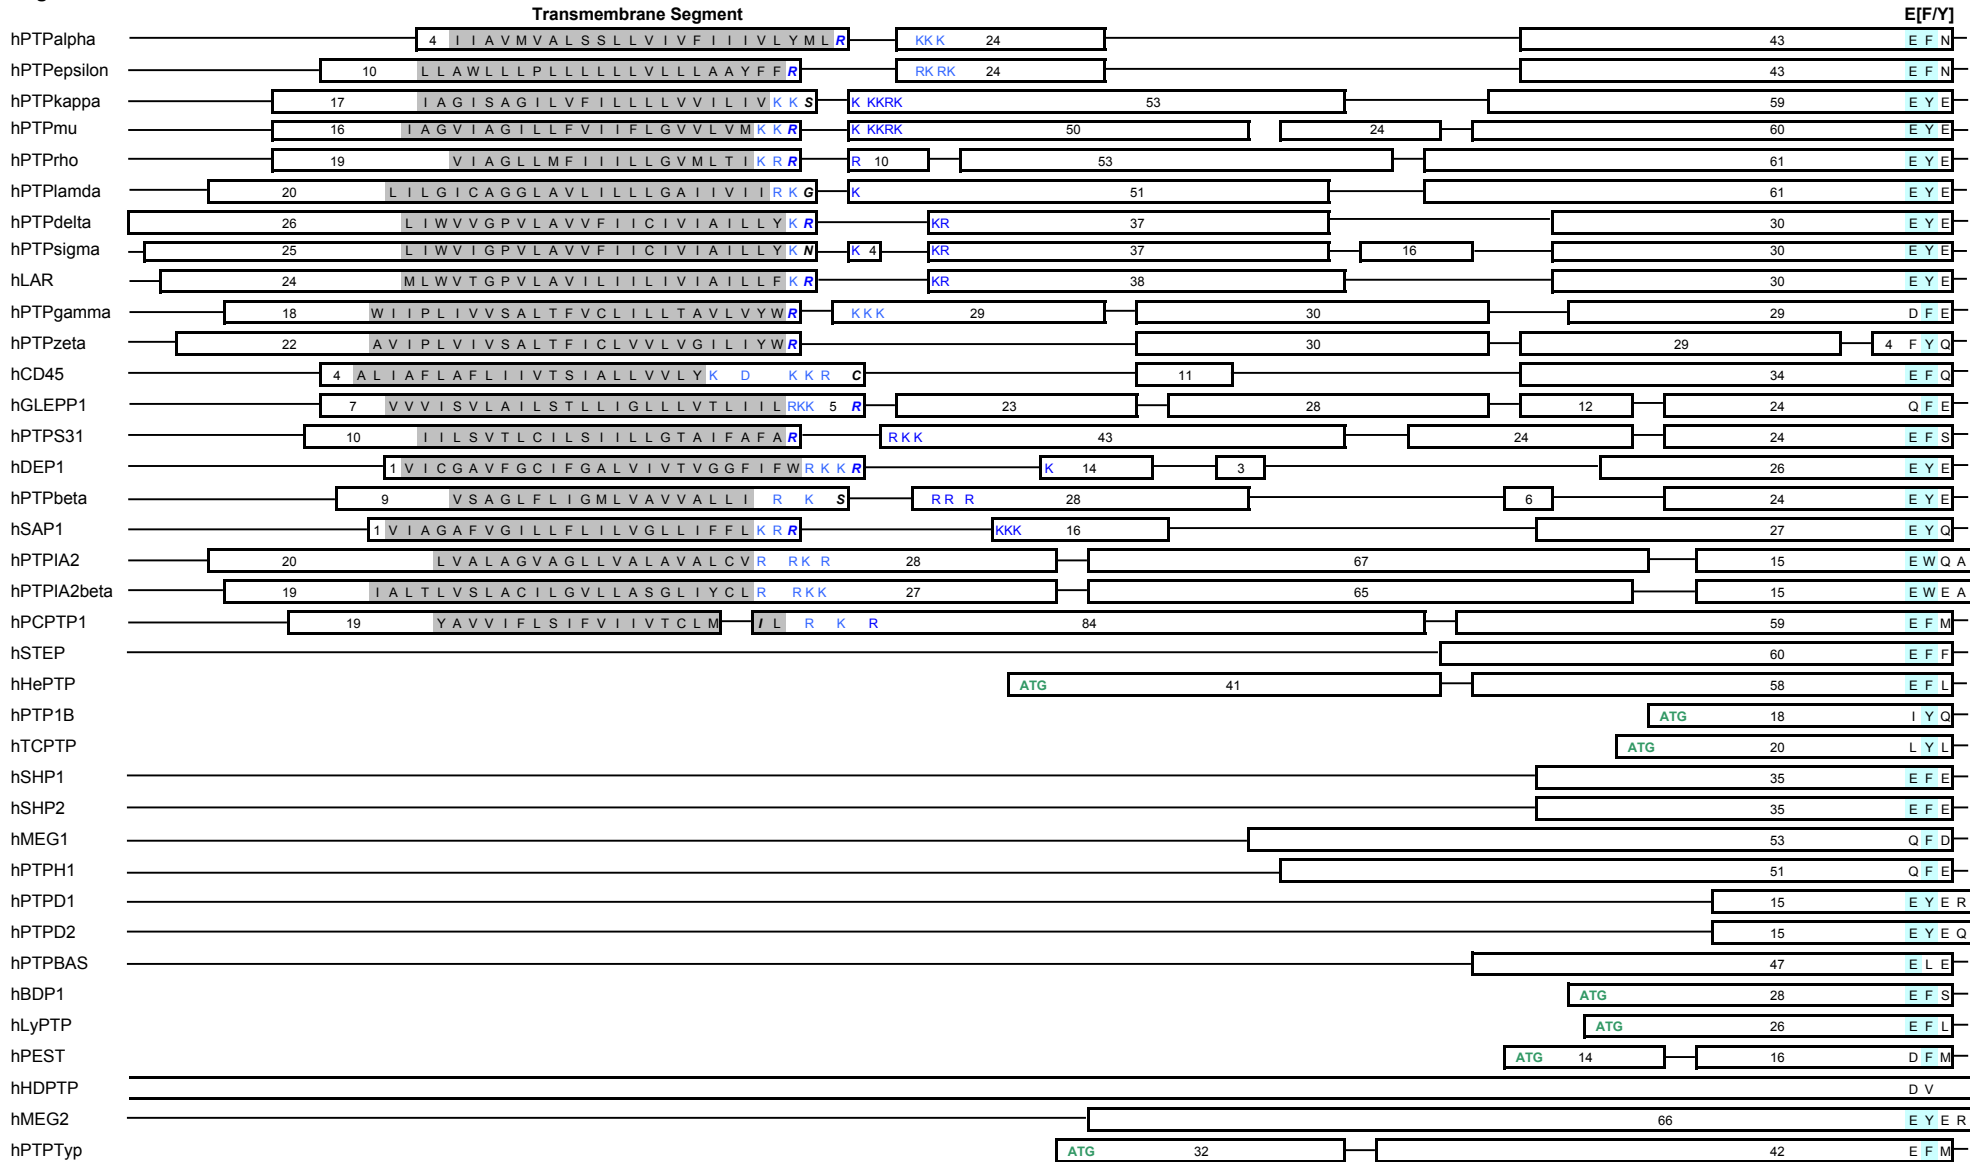 Transmembrane Segment E[F/Y]
hPTPalpha 4 I I A V M V A L S S L L V I V F I I I V L Y M L R KK K 24 43 E F N
hPTPepsilon 10 L L A W L L L P L L L L L L V L L L A A Y F F R RK RK 24 43 E F N
hPTPkappa 17 I A G I S A G I L V F I L L L L V V I L I V K K S K KKRK 53 59 E Y E
hPTPmu 16 I A G V I A G I L L F V I I F L G V V L V M K K R K KKRK 50 24 60 E Y E
hPTPrho 19 V I A G L L M F I I I I L L G V M L T I K R R R 10 53 61 E Y E
hPTPlamda 20 L I L G I C A G G L A V L I L L L G A I I V I I R K G K 51 61 E Y E
hPTPdelta 26 L I W V V G P V L A V V F I I C I V I A I L L Y K R KR 37 30 E Y E
hPTPsigma 25 L I W V I G P V L A V V F I I C I V I A I L L Y K N K 4 KR 37 16 30 E Y E
hLAR 24 M L W V T G P V L A V I L I I L I V I A I L L F K R KR 38 30 E Y E
hPTPgamma 18 W I I P L I V V S A L T F V C L I L L T A V L V Y W R K K K 29 30 29 D F E
hPTPzeta 22 A V I P L V I V S A L T F I C L V V L V G I L I Y W R 30 29 4 F Y Q
hCD45 4 A L I A F L A F L I I V T S I A L L V V L Y K D K K R C 11 34 E F Q
hGLEPP1 7 V V V I S V L A I L S T L L I G L L L V T L I I L RKK 5 R 23 28 12 24 Q F E
hPTPS31 10 I I L S V T L C I L S I I L L G T A I F A F A R R K K 43 24 24 E F S
hDEP1 1 V I C G A V F G C I F G A L V I V T V G G F I F W R K K R K 14 3 26 E Y E
hPTPbeta 9 V S A G L F L I G M L V A V V A L L I R K S R R R 28 6 24 E Y E
hSAP1 1 V I A G A F V G I L L F L I L V G L L I F F L K R R KKK 16 27 E Y Q
hPTPIA2 20 L V A L A G V A G L L V A L A V A L C V R R RK R 28 67 15 E W Q A
hPTPIA2beta 19 I A L T L V S L A C I L G V L L A S G L I Y C L R R KK 27 65 15 E W E A
hPCPTP1 19 Y A V V I F L S I F V I I V T C L M I L R K R 84 59 E F M
hSTEP 60 E F F
hHePTP ATG 41 58 E F L
hPTP1B ATG 18 I Y Q
hTCPTP ATG 20 L Y L
hSHP1 35 E F E
hSHP2 35 E F E
hMEG1 53 Q F D
hPTPH1 51 Q F E
hPTPD1 15 E Y E R
hPTPD2 15 E Y E Q
hPTPBAS 47 E L E
hBDP1 ATG 28 E F S
hLyPTP ATG 26 E F L
hPEST ATG 14 16 D F M
hHDPTP D V
hMEG2 66 E Y E R
hPTPTyp ATG 32 42 E F M